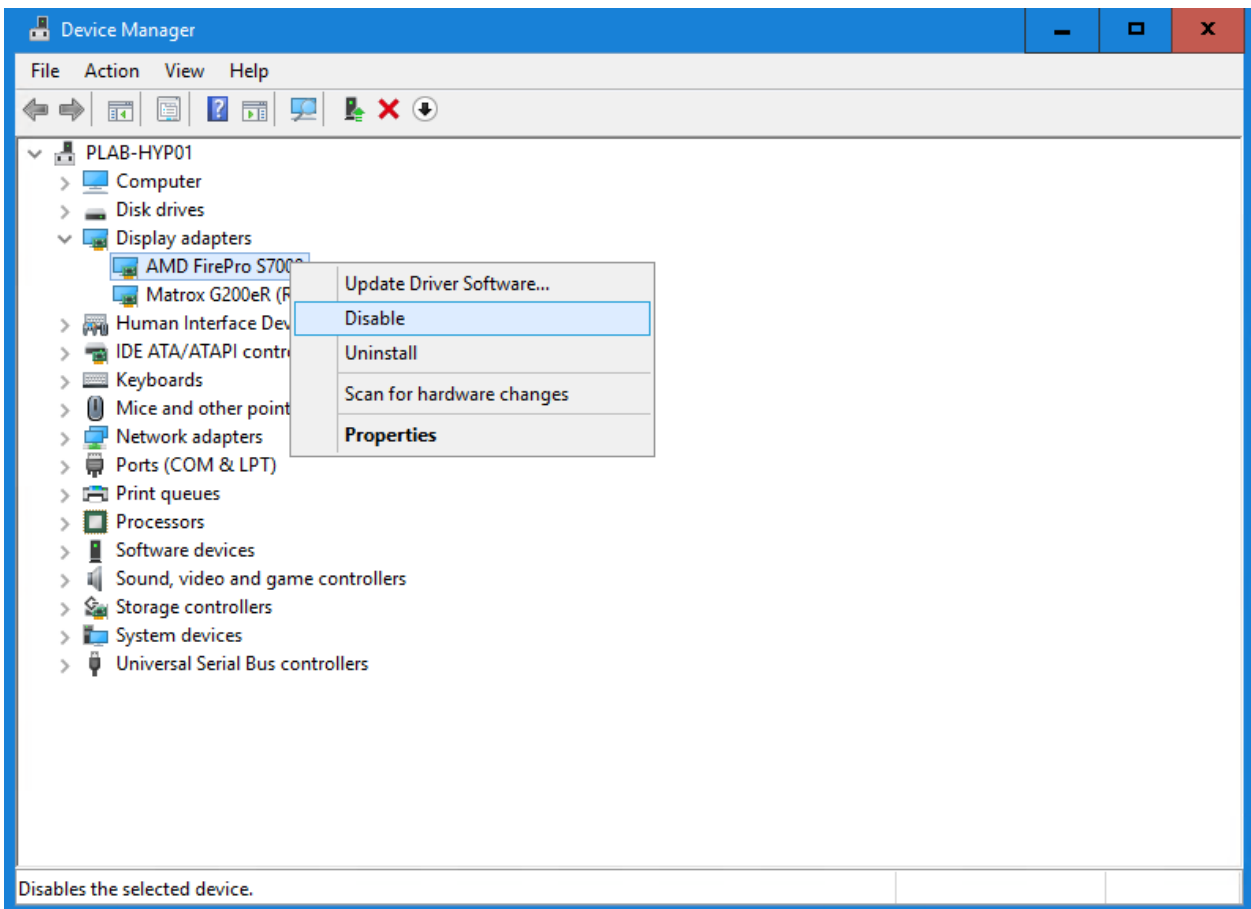 Device Manager
File Action View Help
PLAB-HYP01
Computer
Disk drives
Display adapters
AMD FirePro S7000
Matrox G200eR (R
Human Interface Dev
IDE ATA/ATAPI contr
Keyboards
Mice and other point
Network adapters
Ports (COM & LPT)
Print queues
Processors
Software devices
Sound, video and game controllers
Storage controllers
System devices
Universal Serial Bus controllers
Update Driver Software...
Disable
Uninstall
Scan for hardware changes
Properties
Disables the selected device.